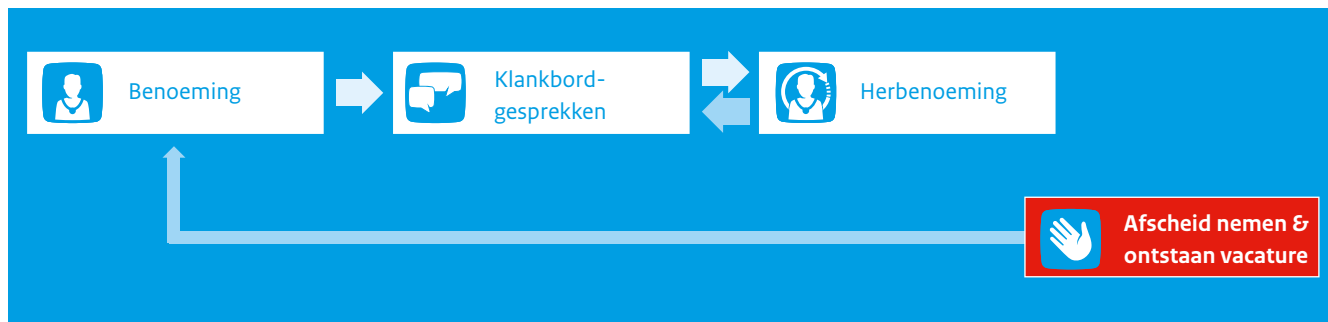 Benoeming
Klankbord-
gesprekken
Herbenoeming
Afscheid nemen &
ontstaan vacature